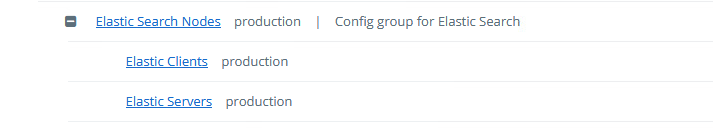 Elastic Search Nodes production | Config group for Elastic Search
Elastic Clients production
Elastic Servers production